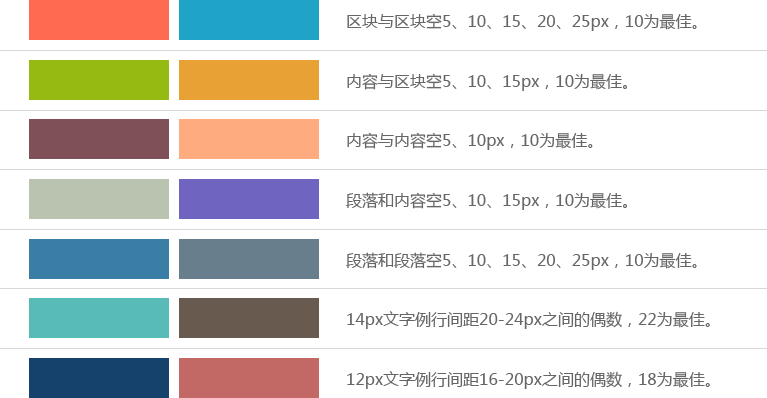 区块与区块空5、10、15、20、25px，10为最佳。
内容与区块空5、10、15px，10为最佳。
内容与内容空5、10px，10为最佳。
段落和内容空5、10、15px，10为最佳。
段落和段落空5、10、15、20、25px，10为最佳。
14px文字例行间距20-24px之间的偶数，22为最佳。
12px文字例行间距16-20px之间的偶数，18为最佳。